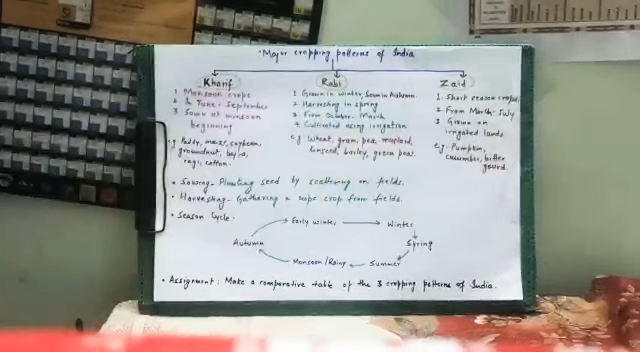 • Major cropping patterns of India
Kharif
1 Monsoon crops
2 June - September
3 Sown at monsoon beginning
e.g Paddy, maize, soybean,
groundnut, bajra,
ragi, cotton.
Rabi
1 Grown in winter, Sown in Autumn.
2 Harvesting in spring
3 From October - March
4 Cultivated using irrigation
e.g Wheat, gram, pea, mustard,
linseed, barley, green pea.
Zaid
1. Short season crops
2. From March - July
3 Grown on
irrigated lands
e.g. Pumpkin,
cucumber, bitter
gourd.
• Sowing - Planting seed by scattering on fields.
• Harvesting - Gathering a ripe crop from fields.
• Season Cycle.
Early winter
Winter
Spring
Summer
Monsoon / Rainy
Autumn
• Assignment : Make a comparative table of the 3 cropping patterns of India.